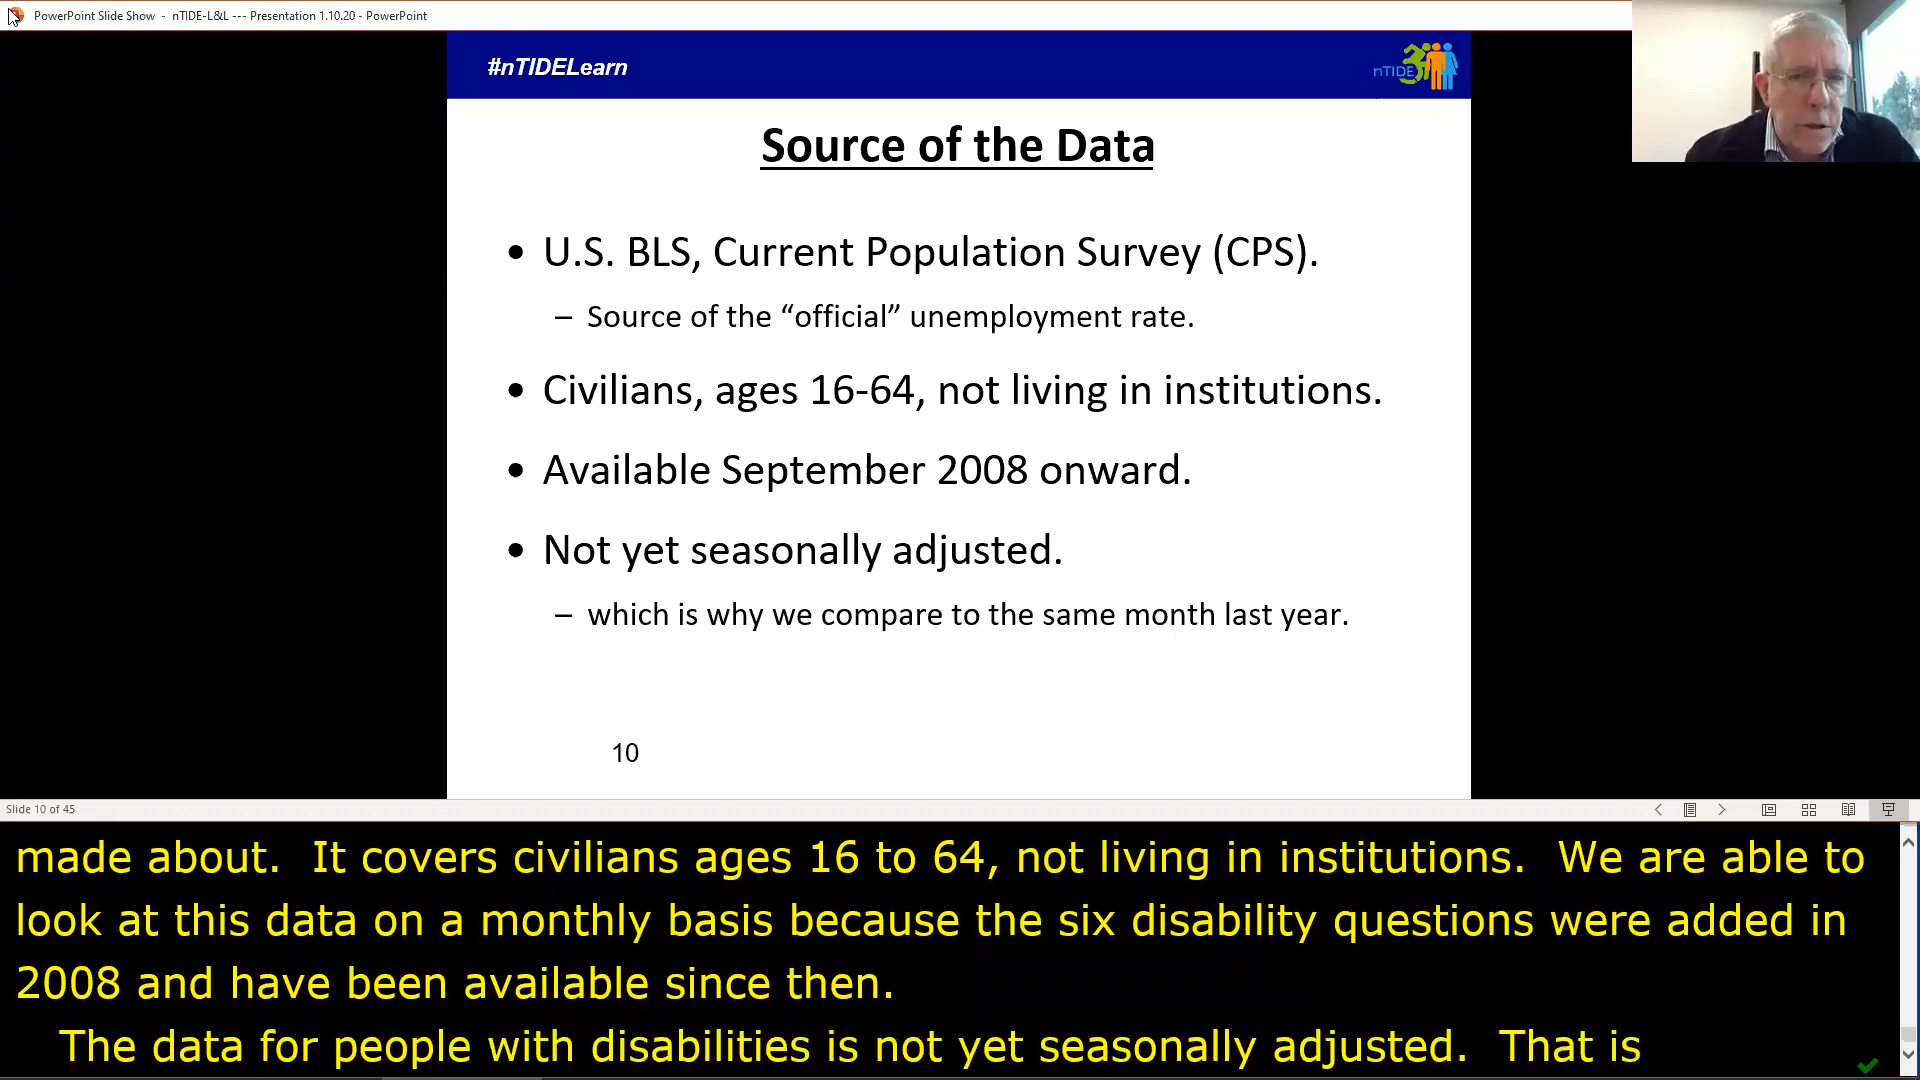 PowerPoint Slide Show - nTIDE-L&L --- Presentation 1.10.20 - PowerPoint
#nTIDELearn
nTIDE
Source of the Data
• U.S. BLS, Current Population Survey (CPS).
– Source of the “official” unemployment rate.
• Civilians, ages 16-64, not living in institutions.
• Available September 2008 onward.
• Not yet seasonally adjusted.
– which is why we compare to the same month last year.
10
Slide 10 of 45
made about. It covers civilians ages 16 to 64, not living in institutions. We are able to
look at this data on a monthly basis because the six disability questions were added in
2008 and have been available since then.
The data for people with disabilities is not yet seasonally adjusted. That is